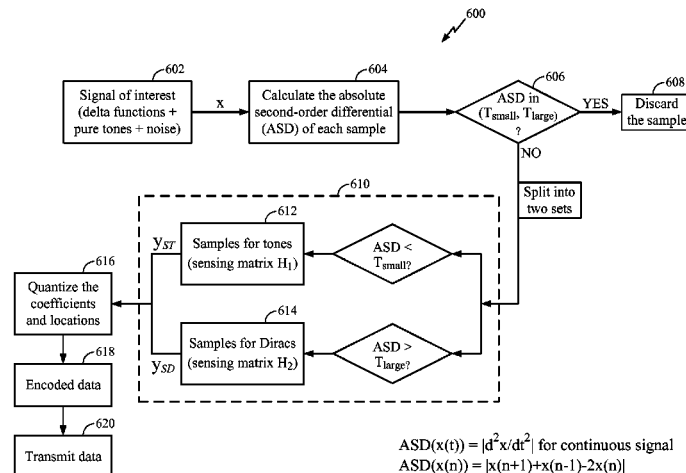 600
602
Signal of interest
(delta functions +
pure tones + noise)
x
604
Calculate the absolute
second-order differential
(ASD) of each sample
606
ASD in
(Tsmall, Tlarge)
?
YES
608
Discard
the sample
NO
Split into
two sets
610
612
Samples for tones
(sensing matrix H1)
ASD <
Tsmall?
yST
614
Samples for Diracs
(sensing matrix H2)
ASD >
Tlarge?
ySD
616
Quantize the
coefficients
and locations
618
Encoded data
620
Transmit data
ASD(x(t)) = |d²x/dt²| for continuous signal
ASD(x(n)) = |x(n+1)+x(n-1)-2x(n)|